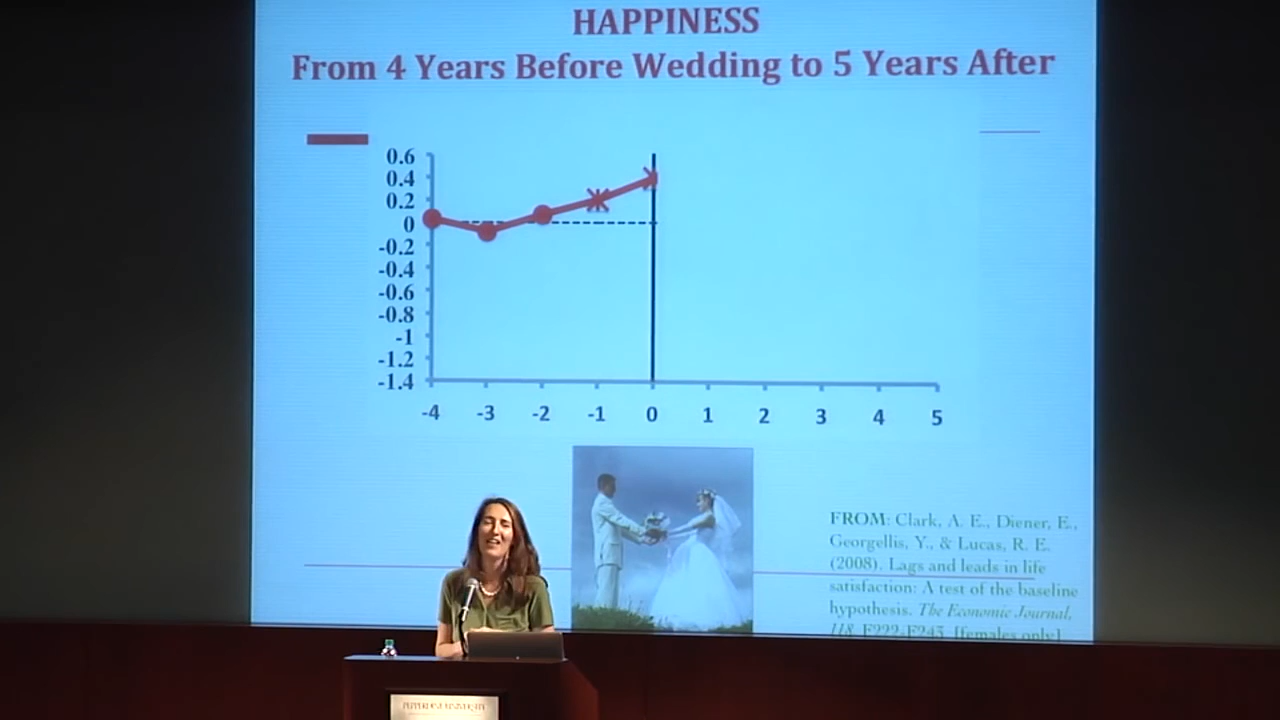 HAPPINESS
From 4 Years Before Wedding to 5 Years After
0.6
0.4
0.2
0
-0.2
-0.4
-0.6
-0.8
-1
-1.2
-1.4
-4 -3 -2 -1 0 1 2 3 4 5
FROM: Clark, A. E., Diener, E.,
Georgellis, Y., & Lucas, R. E.
(2008). Lags and leads in life
satisfaction: A test of the baseline
hypothesis. The Economic Journal,
118, F222-F243. [females only]
PEPPERDINE UNIVERSITY